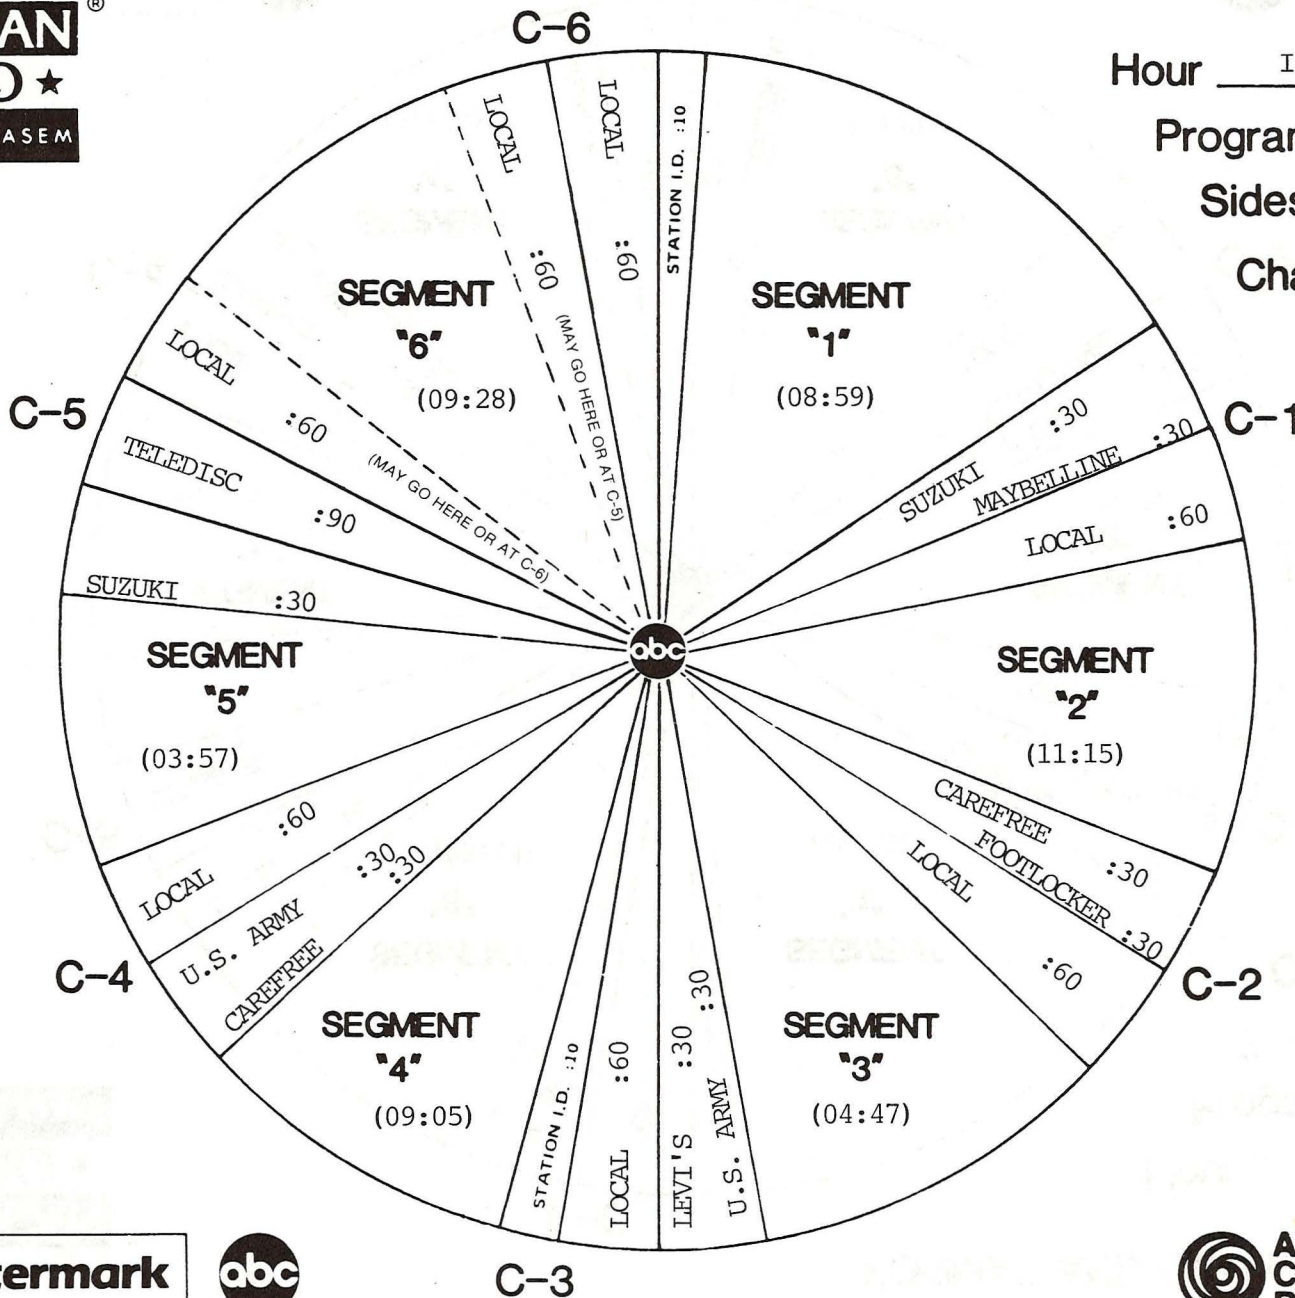 ®
AN
O ★
ASEM
C-6
Hour I
Program
Sides
Cha
STATION I.D. :10
SEGMENT
"1"
(08:59)
SUZUKI :30
MAYBELLINE :30
C-1
LOCAL :60
SEGMENT
"2"
(11:15)
CAREFREE :30
FOOTLOCKER :30
C-2
LOCAL :60
SEGMENT
"3"
(04:47)
U.S. ARMY :30
LEVI'S :30
C-3
LOCAL :60
STATION I.D. :10
SEGMENT
"4"
(09:05)
CAREFREE :30
U.S. ARMY :30
C-4
LOCAL :60
SEGMENT
"5"
(03:57)
SUZUKI :30
TELEDISC :90
C-5
LOCAL :60
(MAY GO HERE OR AT C-6)
SEGMENT
"6"
(09:28)
LOCAL :60
(MAY GO HERE OR AT C-5)
LOCAL :60
abc
termark
abc
A
C